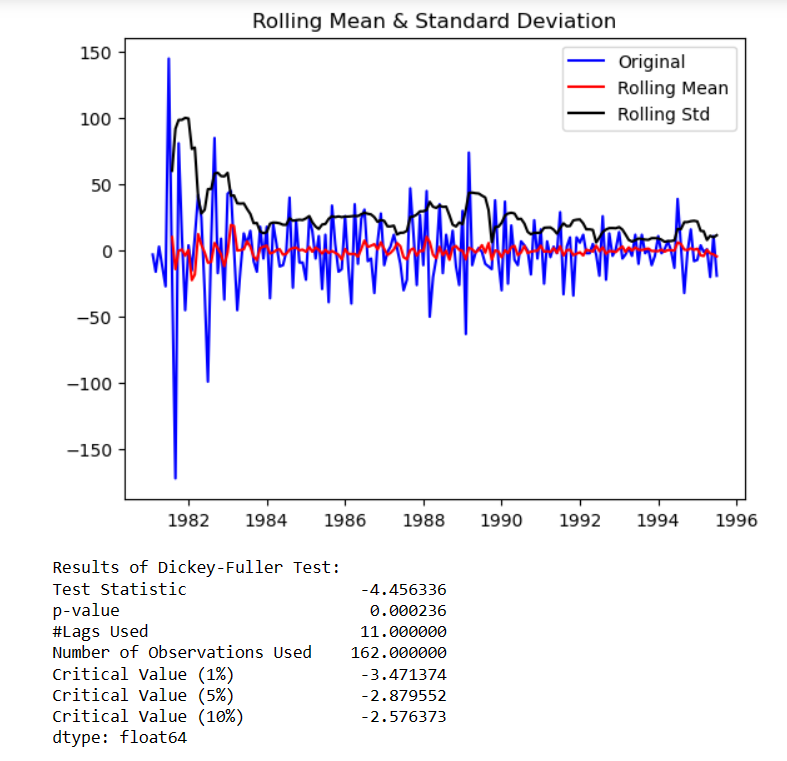 Rolling Mean & Standard Deviation
150
100
50
0
−50
−100
−150
Original
Rolling Mean
Rolling Std
1982 1984 1986 1988 1990 1992 1994 1996
Results of Dickey-Fuller Test:
Test Statistic -4.456336
p-value 0.000236
#Lags Used 11.000000
Number of Observations Used 162.000000
Critical Value (1%) -3.471374
Critical Value (5%) -2.879552
Critical Value (10%) -2.576373
dtype: float64